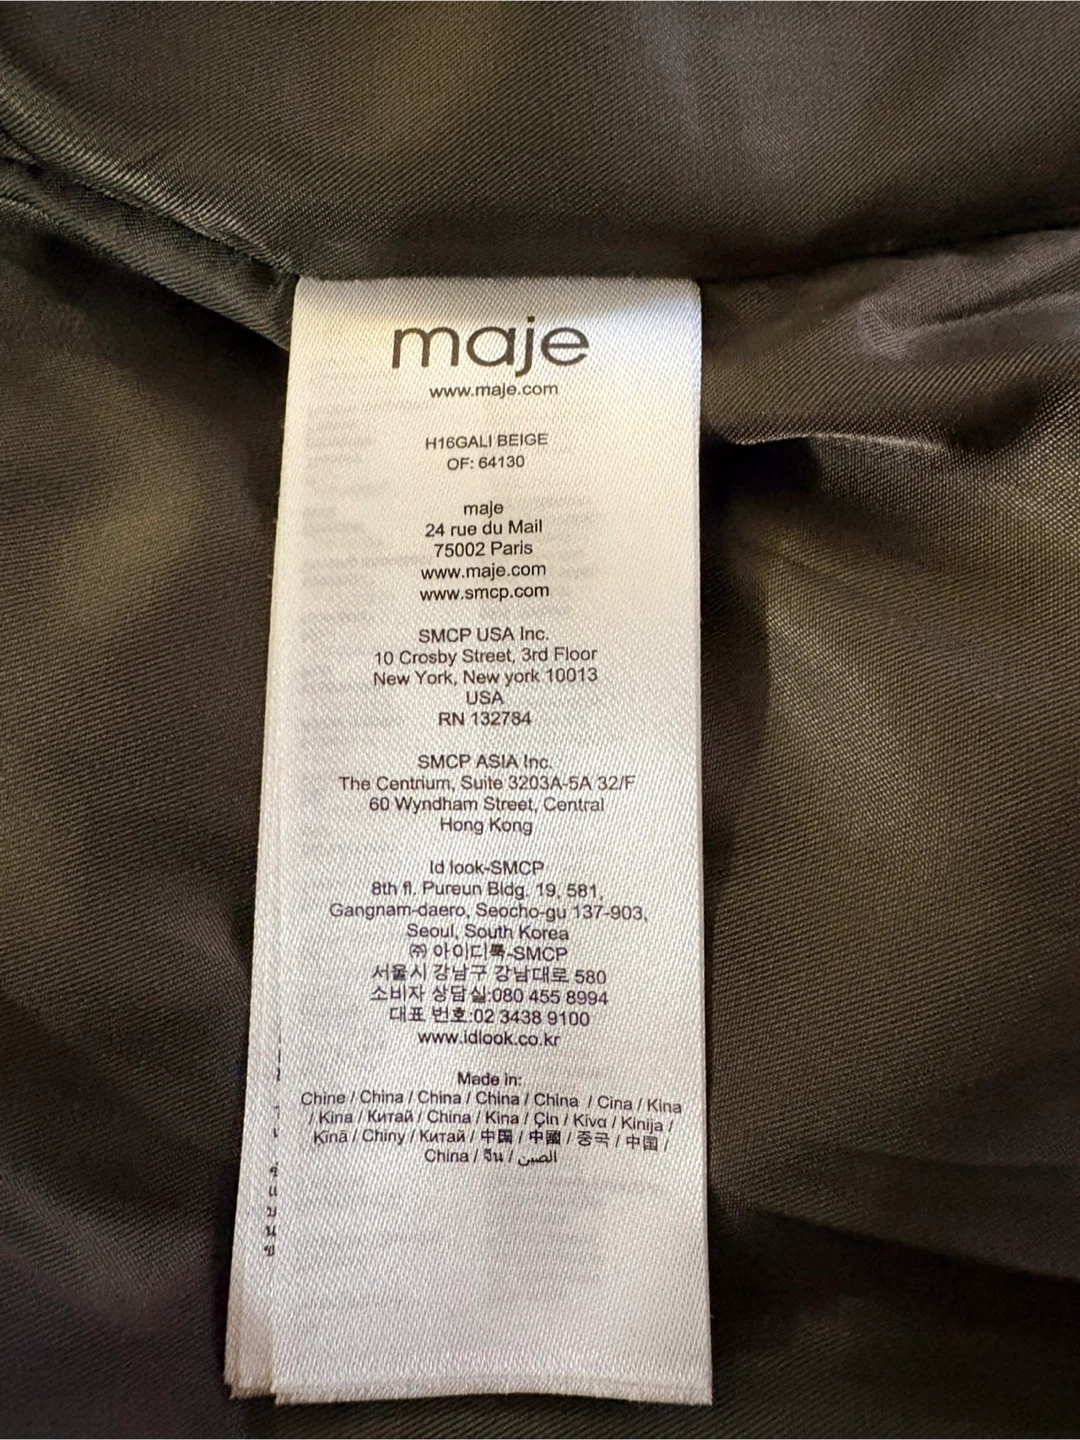 maje
www.maje.com
H16GALI BEIGE
OF: 64130
maje
24 rue du Mail
75002 Paris
www.maje.com
www.smcp.com
SMCP USA Inc.
10 Crosby Street, 3rd Floor
New York, New york 10013
USA
RN 132784
SMCP ASIA Inc.
The Centrium, Suite 3203A-5A 32/F
60 Wyndham Street, Central
Hong Kong
Id look-SMCP
8th fl. Pureun Bldg. 19, 581,
Gangnam-daero, Seocho-gu 137-903,
Seoul, South Korea
㈜ 아이디룩-SMCP
서울시 강남구 강남대로 580
소비자 상담실:080 455 8994
대표 번호:02 3438 9100
www.idlook.co.kr
Made in:
Chine / China / China / China / China / Cina / Kina
/ Kina / Китай / China / Kina / Çin / Κίνα / Kinija /
Ķīnā / Chiny / Китай / 中国 / 中國 / 중국 / 中国 /
China / จีน / الصين